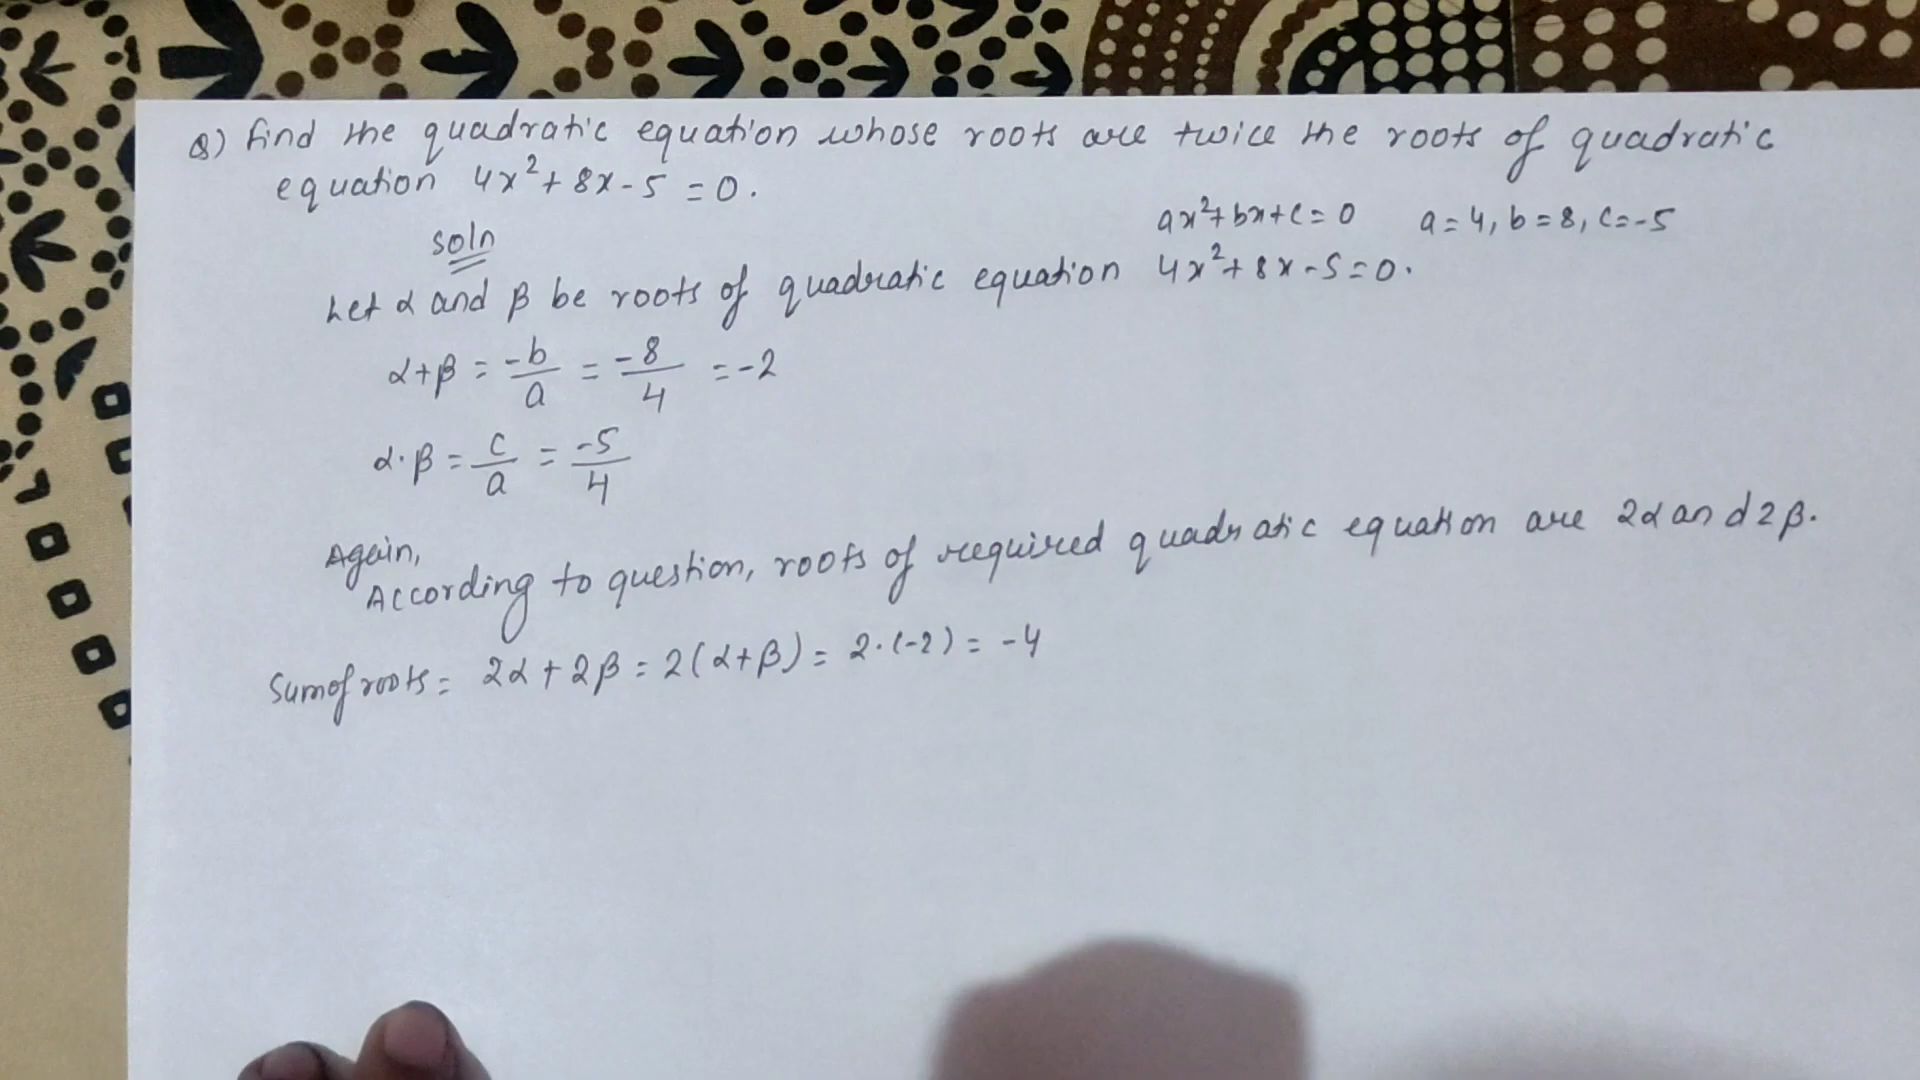 Q) Find the quadratic equation whose roots are twice the roots of quadratic
equation 4x² + 8x - 5 = 0.
soln
ax² + bx + c = 0 a = 4, b = 8, c = -5
Let α and β be roots of quadratic equation 4x² + 8x - 5 = 0.
α + β = -b/a = -8/4 = -2
α · β = c/a = -5/4
Again,
According to question, roots of required quadratic equation are 2α and 2β.
Sum of roots = 2α + 2β = 2(α + β) = 2 · (-2) = -4